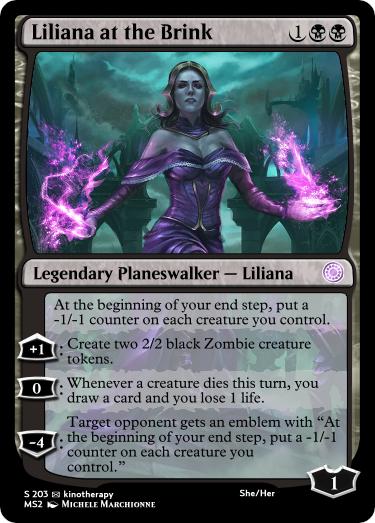 Liliana at the Brink 1
Legendary Planeswalker — Liliana
At the beginning of your end step, put a
-1/-1 counter on each creature you control.
+1: Create two 2/2 black Zombie creature
tokens.
0: Whenever a creature dies this turn, you
draw a card and you lose 1 life.
Target opponent gets an emblem with “At
the beginning of your end step, put a -1/-1
-4: counter on each creature you
control.”
1
S 203 kinotherapy She/Her
MS2 Michele Marchionne